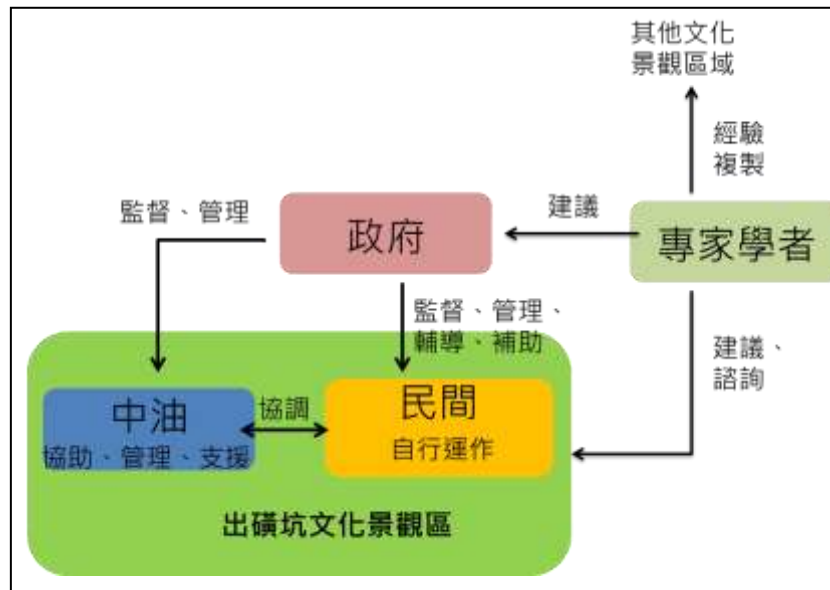 其他文化
景觀區域
經驗
複製
監督、管理
政府
建議
專家學者
監督、管理、
輔導、補助
建議、
諮詢
中油
協助、管理、支援
協調
民間
自行運作
出磺坑文化景觀區